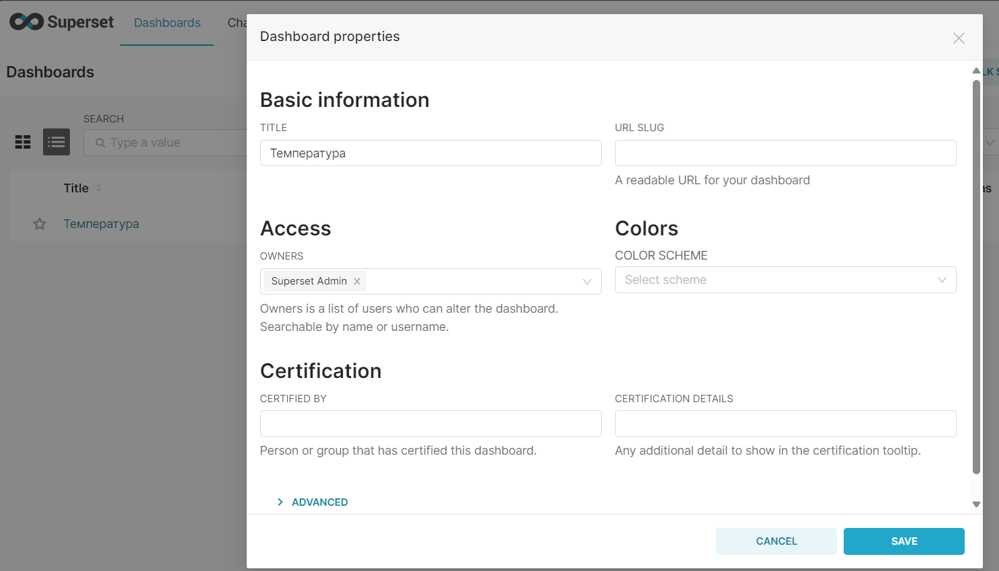 Superset
Dashboards
Cha
Dashboard properties
Dashboards
LK S
Basic information
SEARCH
TITLE
URL SLUG
Type a value
Температура
A readable URL for your dashboard
Title
ns
Температура
Access
Colors
OWNERS
COLOR SCHEME
Superset Admin
Select scheme
Owners is a list of users who can alter the dashboard.
Searchable by name or username.
Certification
CERTIFIED BY
CERTIFICATION DETAILS
Person or group that has certified this dashboard.
Any additional detail to show in the certification tooltip.
ADVANCED
CANCEL
SAVE